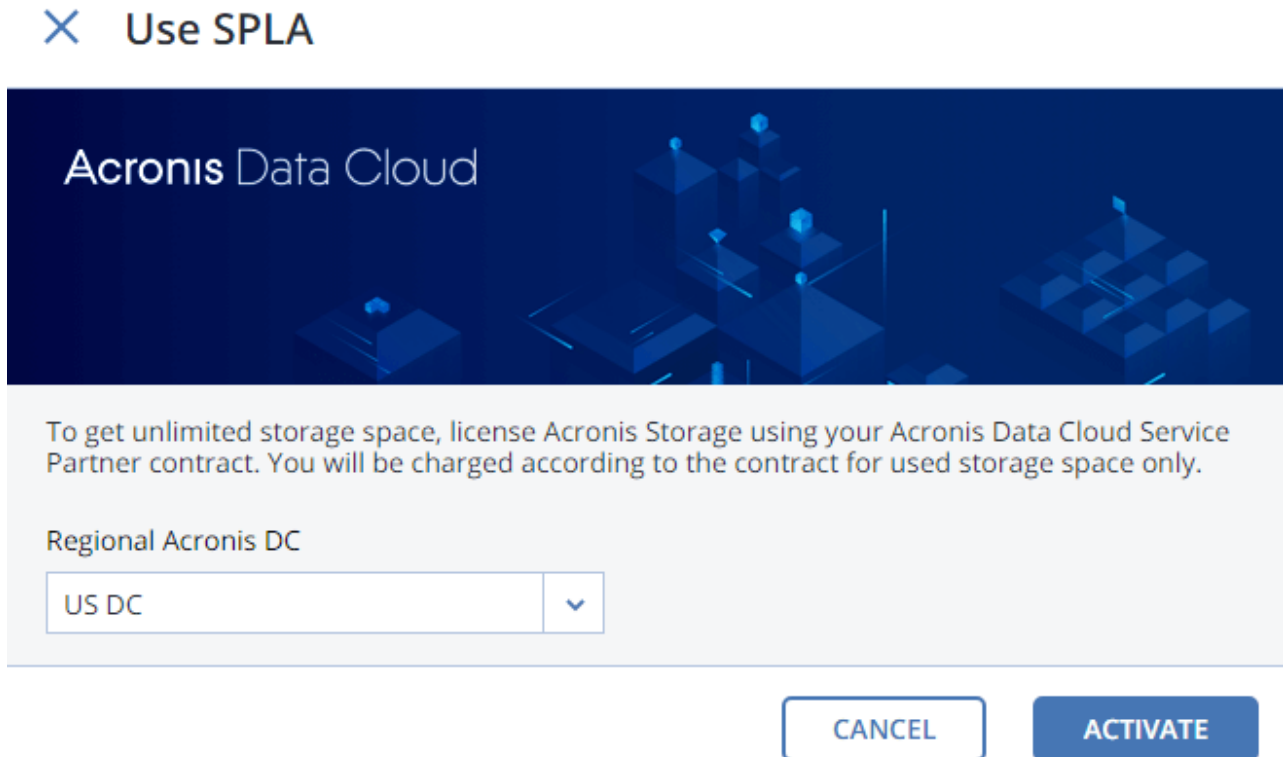 Use SPLA
Acronis Data Cloud
To get unlimited storage space, license Acronis Storage using your Acronis Data Cloud Service
Partner contract. You will be charged according to the contract for used storage space only.
Regional Acronis DC
US DC
CANCEL
ACTIVATE